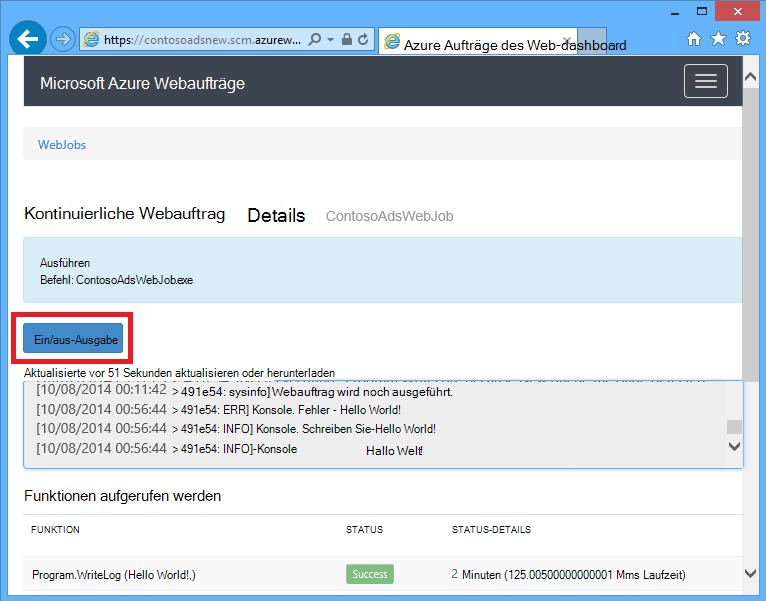 https://contosoadsnew.scm.azurew...
Azure Aufträge des Web-dashboard
Microsoft Azure Webaufträge
WebJobs
Kontinuierliche Webauftrag Details ContosoAdsWebJob
Ausführen
Befehl: ContosoAdsWebJob.exe
Ein/aus-Ausgabe
Aktualisierte vor 51 Sekunden aktualisieren oder herunterladen
[10/08/2014 00:11:42 > 491e54: sysinfo] Webauftrag wird noch ausgeführt.
[10/08/2014 00:56:44 > 491e54: ERR] Konsole. Fehler - Hello World!
[10/08/2014 00:56:44 > 491e54: INFO] Konsole. Schreiben Sie-Hello World!
[10/08/2014 00:56:44 > 491e54: INFO]-Konsole Hallo Welt!
Funktionen aufgerufen werden
FUNKTION STATUS STATUS-DETAILS
Program.WriteLog (Hello World!,) Success 2 Minuten (125.00500000000001 Mms Laufzeit)